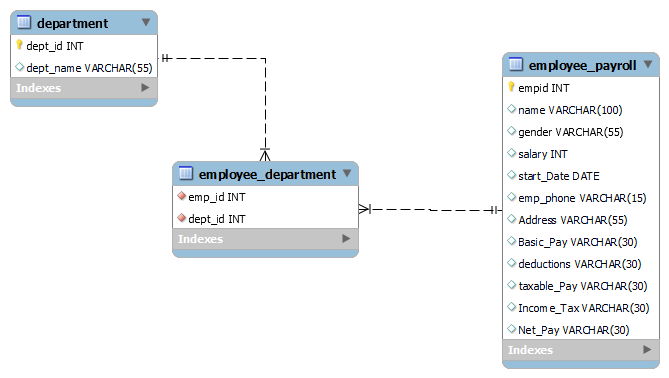 department
dept_id INT
dept_name VARCHAR(55)
Indexes
employee_department
emp_id INT
dept_id INT
Indexes
employee_payroll
empid INT
name VARCHAR(100)
gender VARCHAR(55)
salary INT
start_Date DATE
emp_phone VARCHAR(15)
Address VARCHAR(55)
Basic_Pay VARCHAR(30)
deductions VARCHAR(30)
taxable_Pay VARCHAR(30)
Income_Tax VARCHAR(30)
Net_Pay VARCHAR(30)
Indexes